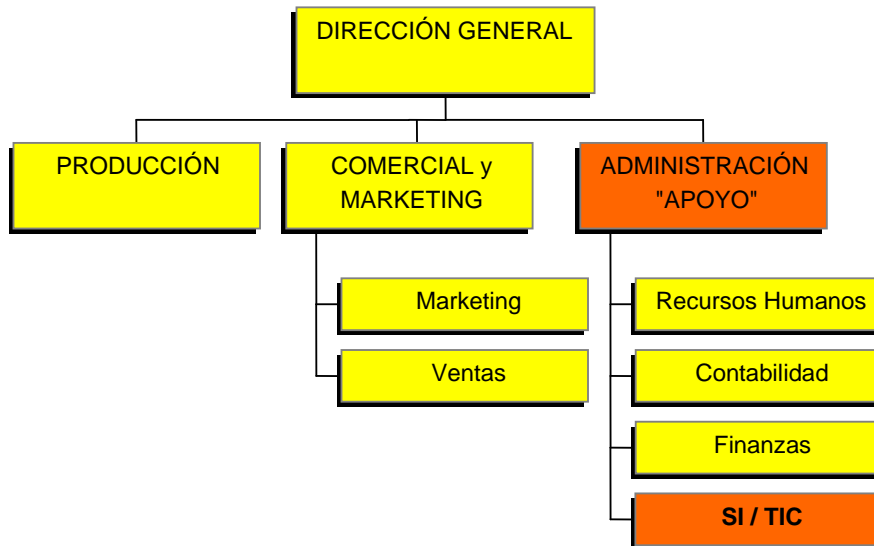 DIRECCIÓN GENERAL
PRODUCCIÓN
COMERCIAL y
MARKETING
ADMINISTRACIÓN
"APOYO"
Marketing
Ventas
Recursos Humanos
Contabilidad
Finanzas
SI / TIC